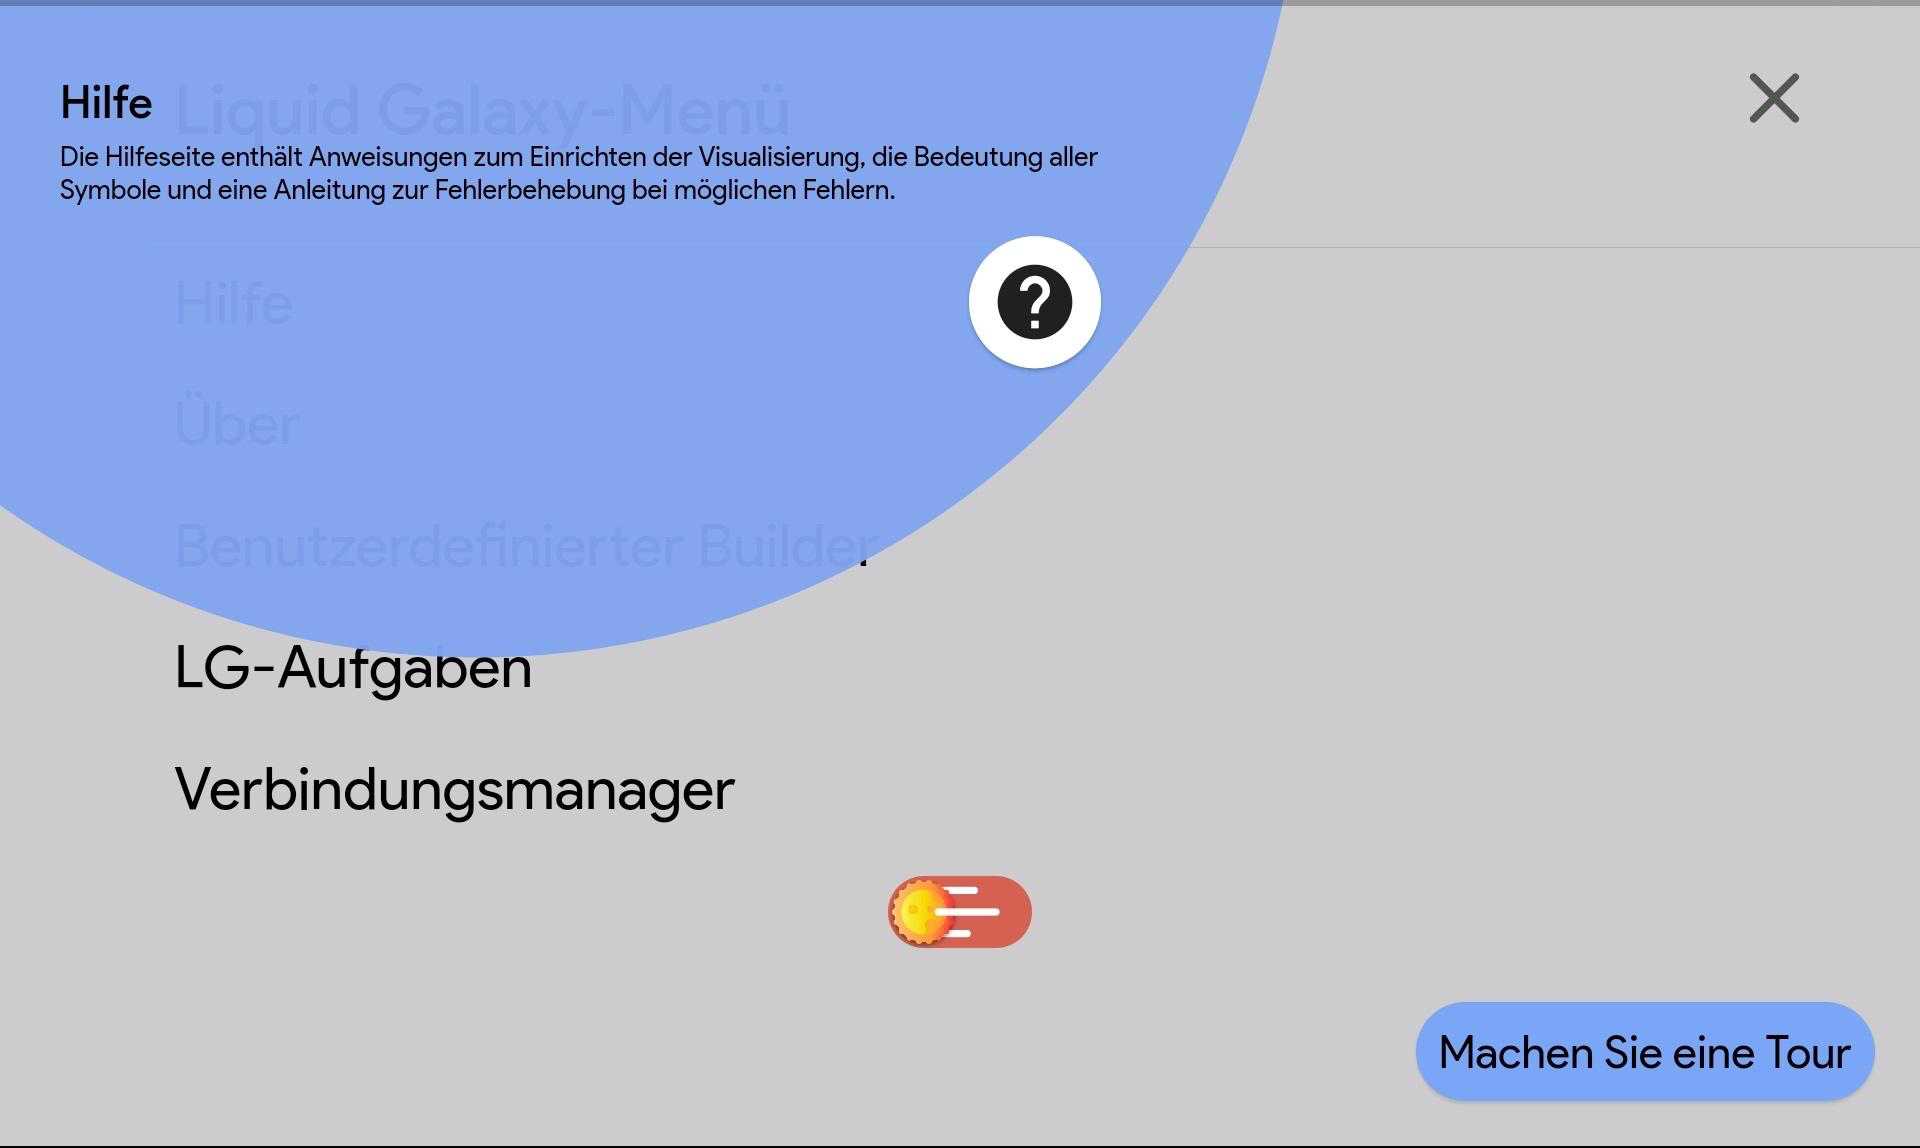 Liquid Galaxy-Menü
Hilfe
Die Hilfeseite enthält Anweisungen zum Einrichten der Visualisierung, die Bedeutung aller
Symbole und eine Anleitung zur Fehlerbehebung bei möglichen Fehlern.
?
Hilfe
Über
Benutzerdefinierter Builder
LG-Aufgaben
Verbindungsmanager
Machen Sie eine Tour